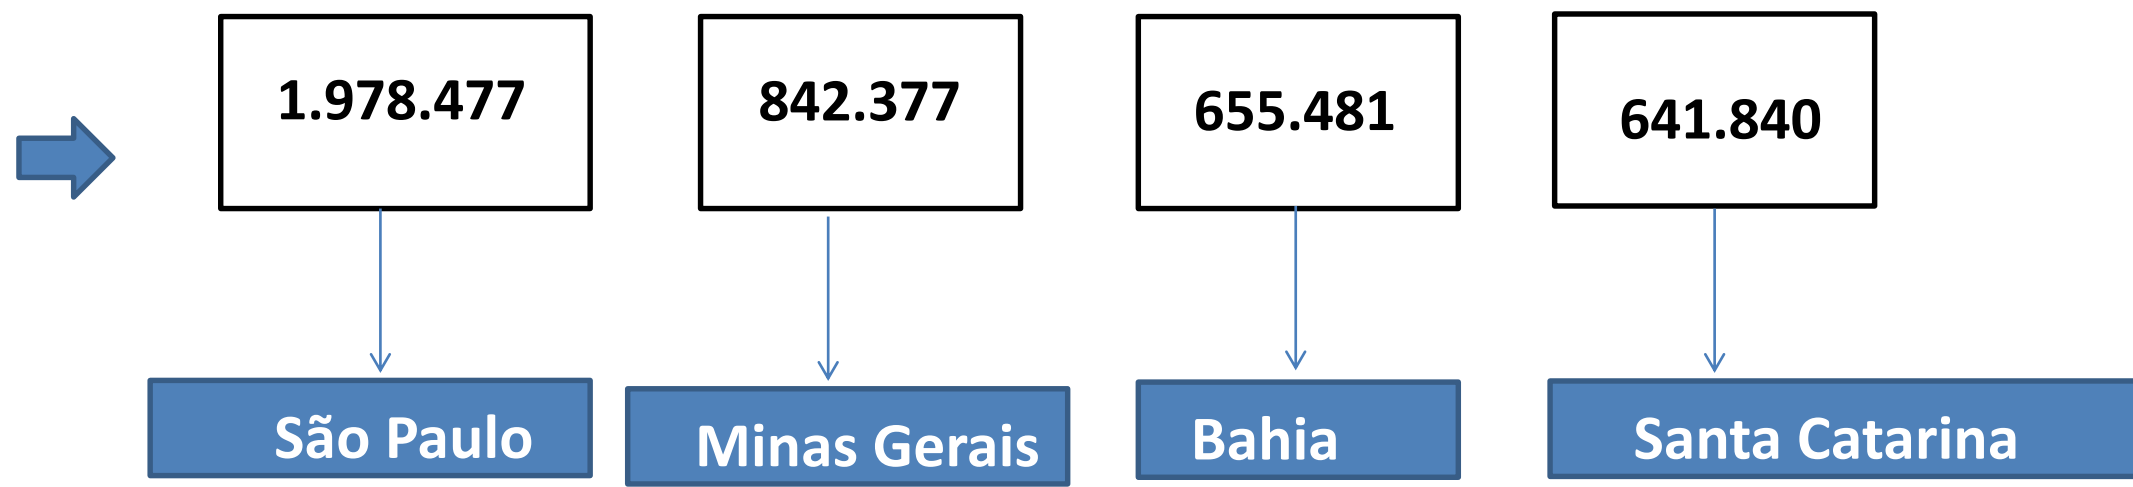 1.978.477
842.377
655.481
641.840
São Paulo
Minas Gerais
Bahia
Santa Catarina